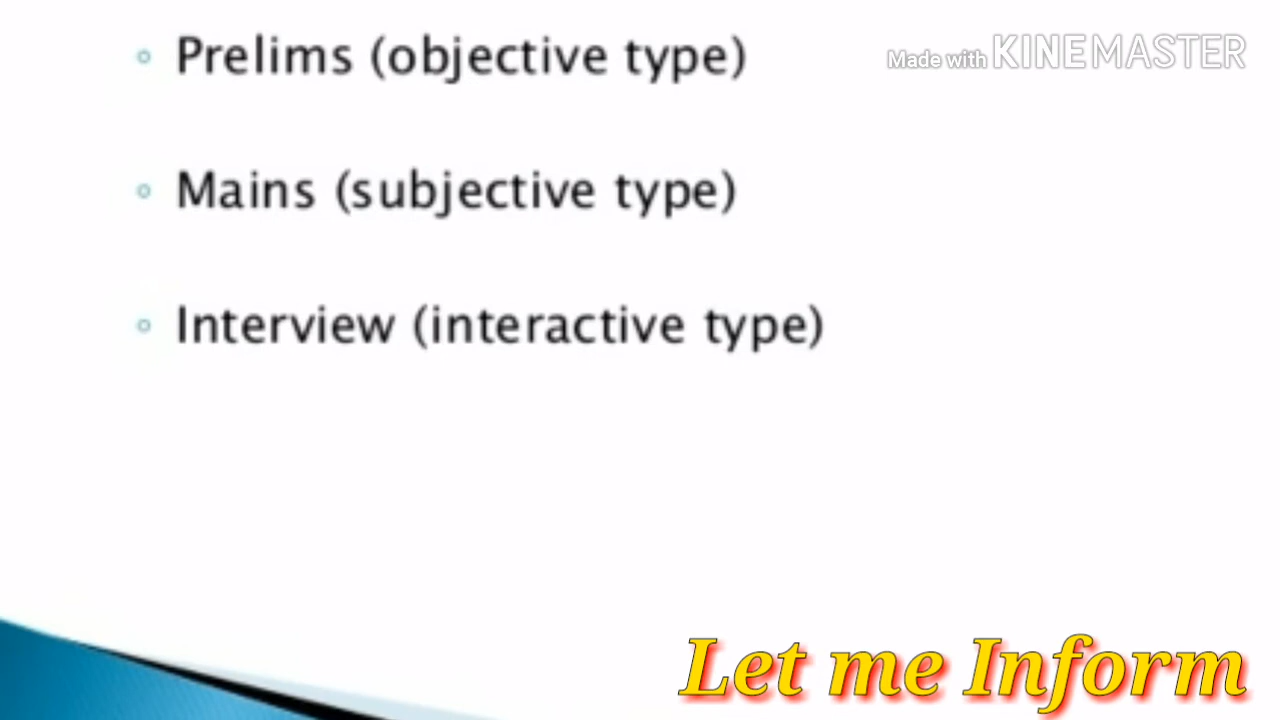 Prelims (objective type)
Made with KINEMASTER
Mains (subjective type)
Interview (interactive type)
Let me Inform